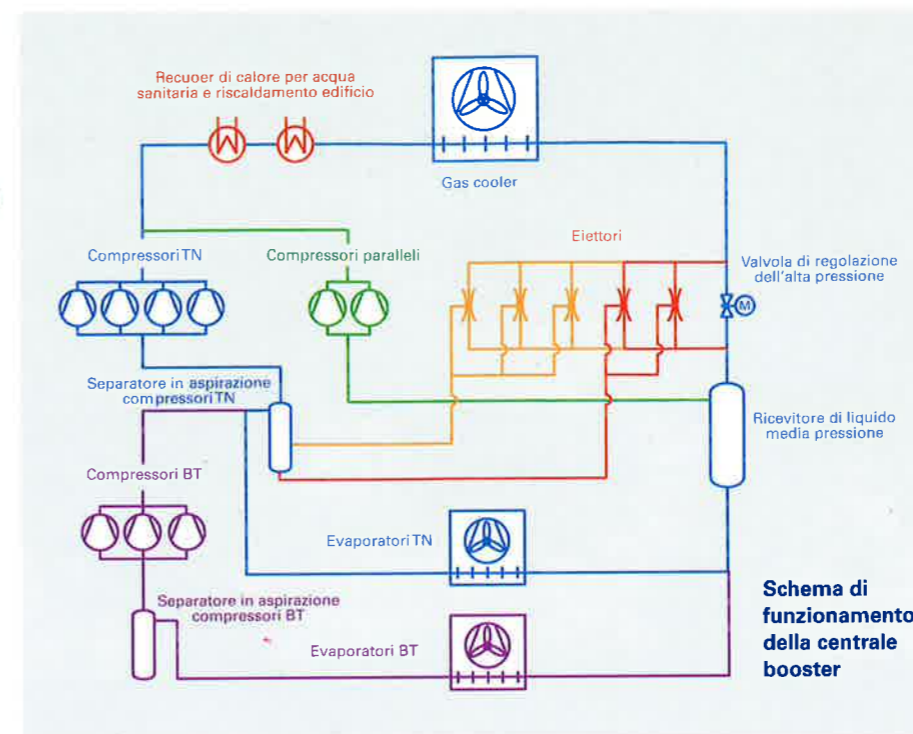 Recuoer di calore per acqua
sanitaria e riscaldamento edificio
Gas cooler
Compressori TN
Compressori paralleli
Eiettori
Valvola di regolazione
dell'alta pressione
M
Separatore in aspirazione
compressori TN
Ricevitore di liquido
media pressione
Compressori BT
Evaporatori TN
Separatore in aspirazione
compressori BT
Evaporatori BT
Schema di
funzionamento
della centrale
booster